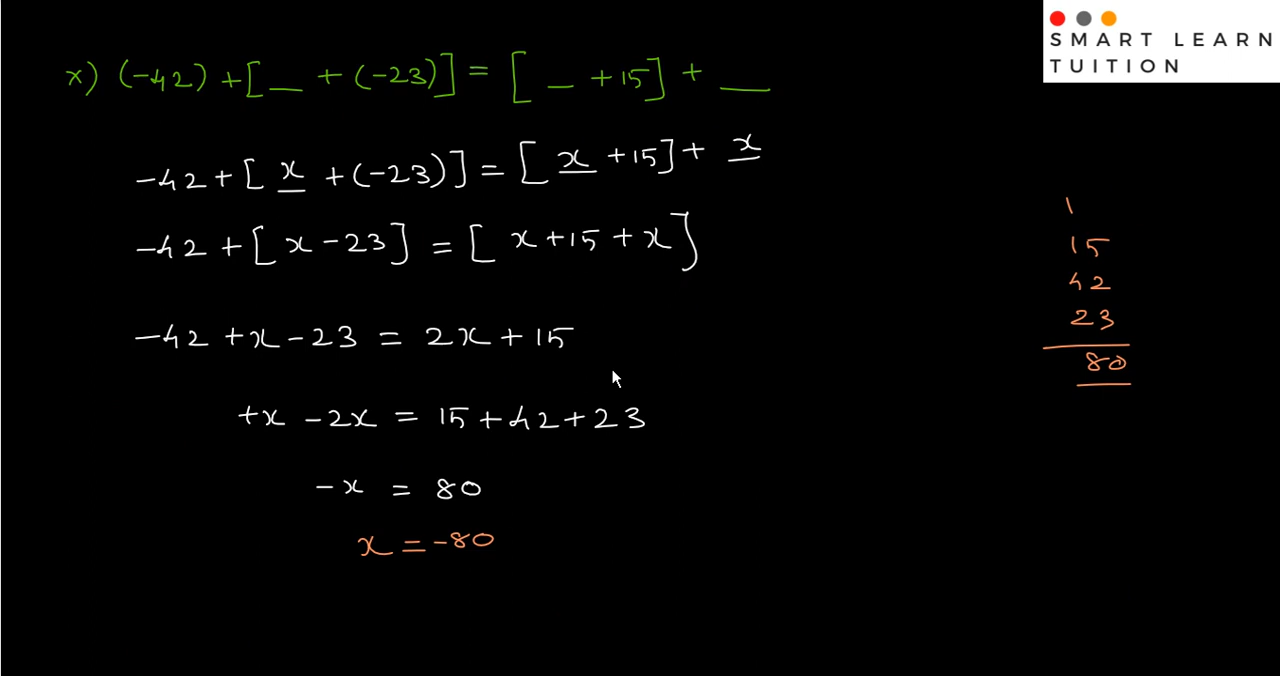 SMART LEARN
TUITION
x) (-42) + [__ + (-23)] = [ __ + 15] + __
-42 + [ x + (-23)] = [ x + 15] + x
-42 + [ x - 23] = [ x + 15 + x ]
-42 + x - 23 = 2x + 15
+x - 2x = 15 + 42 + 23
-x = 80
x = -80
1
15
42
23
80